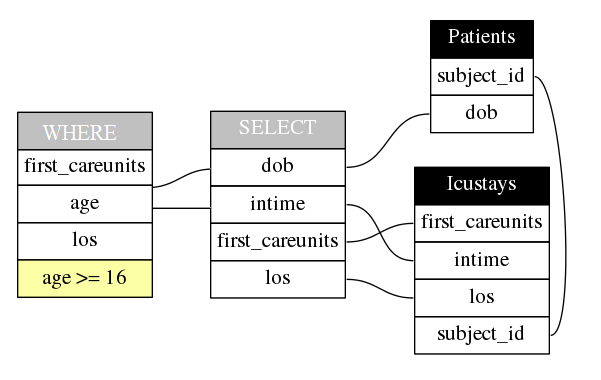 WHERE
first_careunits
age
los
age >= 16
SELECT
dob
intime
first_careunits
los
Patients
subject_id
dob
Icustays
first_careunits
intime
los
subject_id